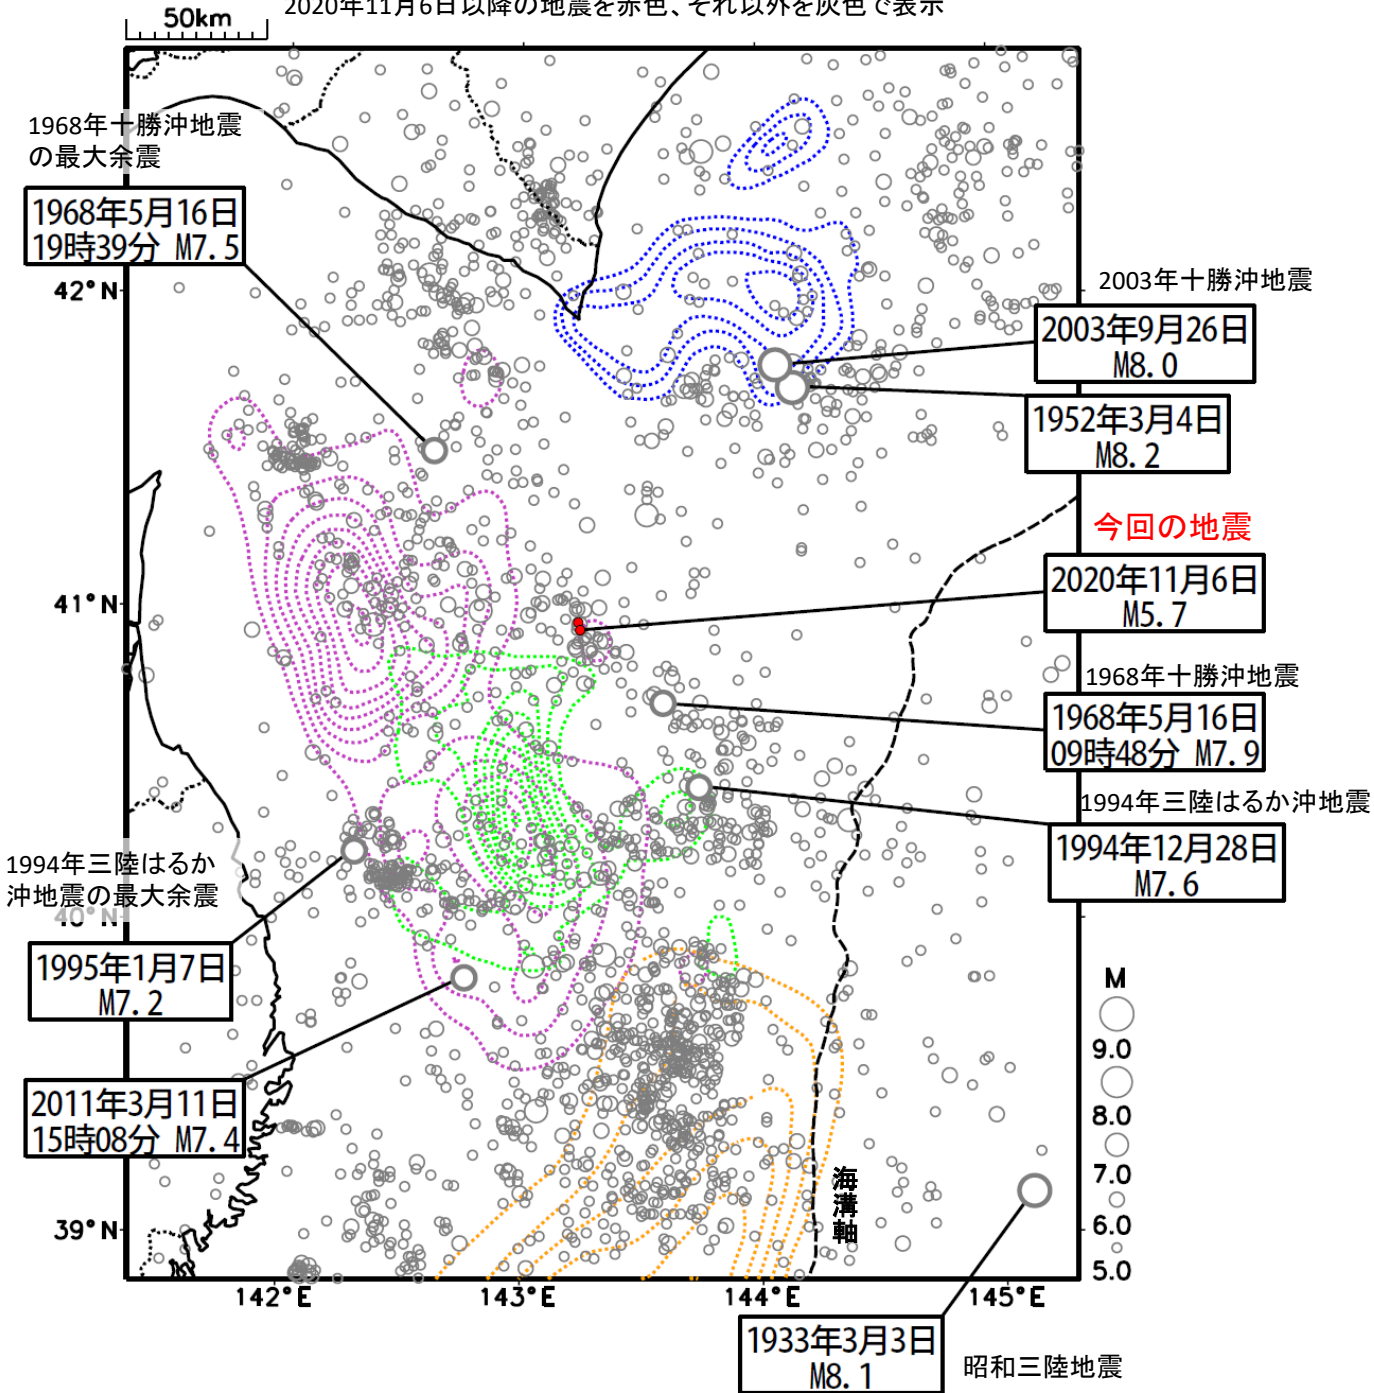 2020年11月6日以降の地震を赤色、それ以外を灰色で表示
50km
1968年十勝沖地震
の最大余震
1968年5月16日
19時39分 M7.5
42°N
2003年十勝沖地震
2003年9月26日
M8.0
1952年3月4日
M8.2
今回の地震
2020年11月6日
M5.7
41°N
1968年十勝沖地震
1968年5月16日
09時48分 M7.9
1994年三陸はるか沖地震
1994年12月28日
M7.6
1994年三陸はるか
沖地震の最大余震
40°N
1995年1月7日
M7.2
2011年3月11日
15時08分 M7.4
M
9.0
8.0
7.0
6.0
5.0
海溝軸
39°N
142°E
143°E
144°E
145°E
1933年3月3日
M8.1
昭和三陸地震